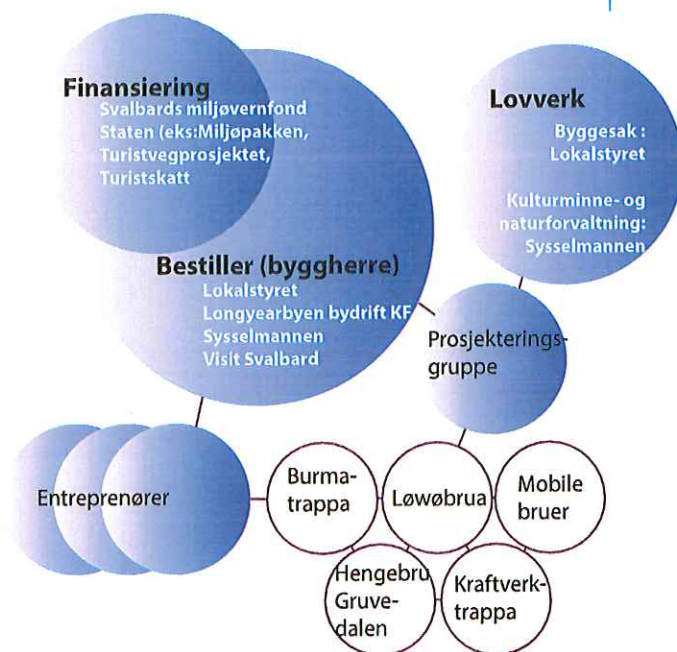 Finansiering
Svalbards miljøvernfond
Staten (eks:Miljøpakken,
Turistvegprosjektet,
Turistskatt
Lovverk
Byggesak :
Lokalstyret
Kulturminne- og
naturforvaltning:
Sysselmannen
Bestiller (byggherre)
Lokalstyret
Longyearbyen bydrift KF
Sysselmannen
Visit Svalbard
Prosjekterings-
gruppe
Entreprenører
Burma-
trappa
Løwøbrua
Mobile
bruer
Hengebru
Gruve-
dalen
Kraftverk-
trappa